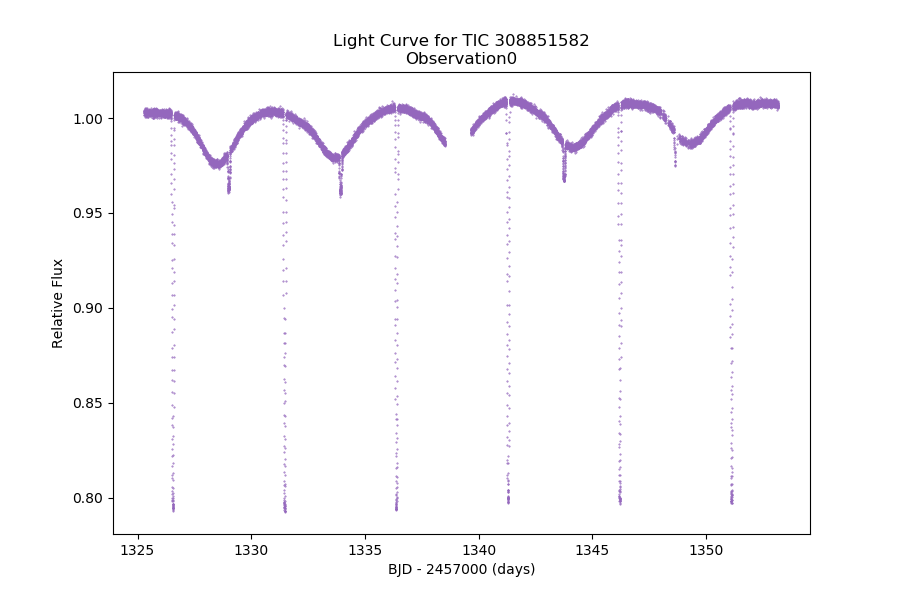 Light Curve for TIC 308851582
Observation0
1.00
0.95
0.90
0.85
0.80
Relative Flux
1325
1330
1335
1340
1345
1350
BJD - 2457000 (days)